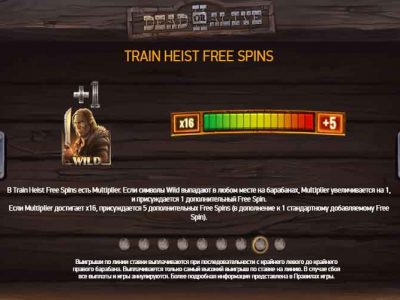 DEAD OR ALIVE
TRAIN HEIST FREE SPINS
+1
WILD
x16
+5
В Train Heist Free Spins есть Multiplier. Если символы Wild выпадают в любом месте на барабанах, Multiplier увеличивается на 1,
и присуждается 1 дополнительный Free Spin.
Если Multiplier достигает x16, присуждается 5 дополнительных Free Spins (в дополнение к 1 стандартному добавляемому Free
Spin).
Выигрыши по линии ставки выплачиваются при последовательности с крайнего левого до крайнего
правого барабана. Выплачивается только самый высокий выигрыш по ставке на линию. В случае сбоя
все выплаты и игры аннулируются. Более подробная информация представлена в Правилах игры.